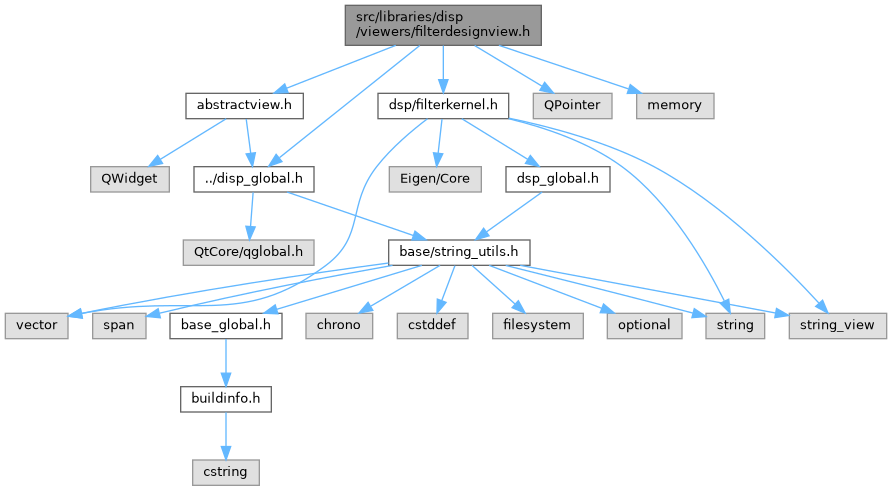 src/libraries/disp
/viewers/filterdesignview.h
abstractview.h
dsp/filterkernel.h
QPointer
memory
QWidget
../disp_global.h
Eigen/Core
dsp_global.h
QtCore/qglobal.h
base/string_utils.h
vector
span
base_global.h
chrono
cstddef
filesystem
optional
string
string_view
buildinfo.h
cstring